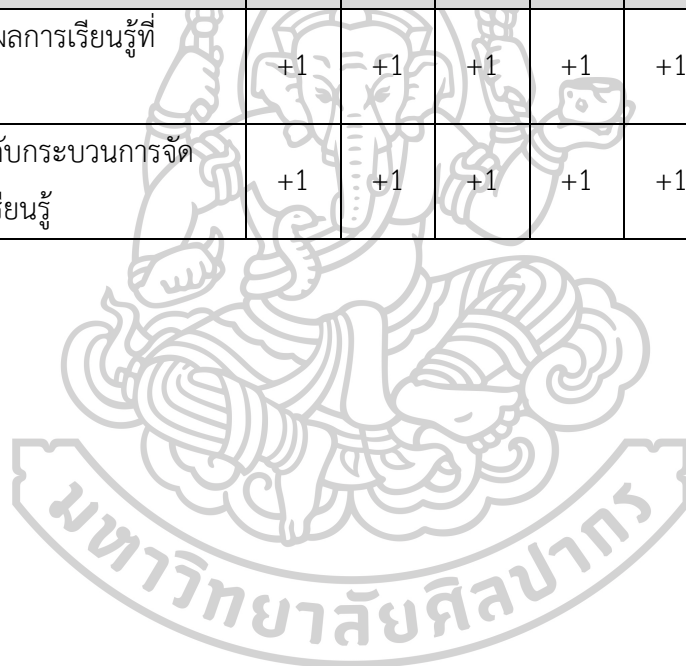 ผลการเรียนรู้ที่
+1 +1 +1 +1 +1
กับกระบวนการจัด
+1 +1 +1 +1 +1
เรียนรู้
มหาวิทยาลัยศิลปากร